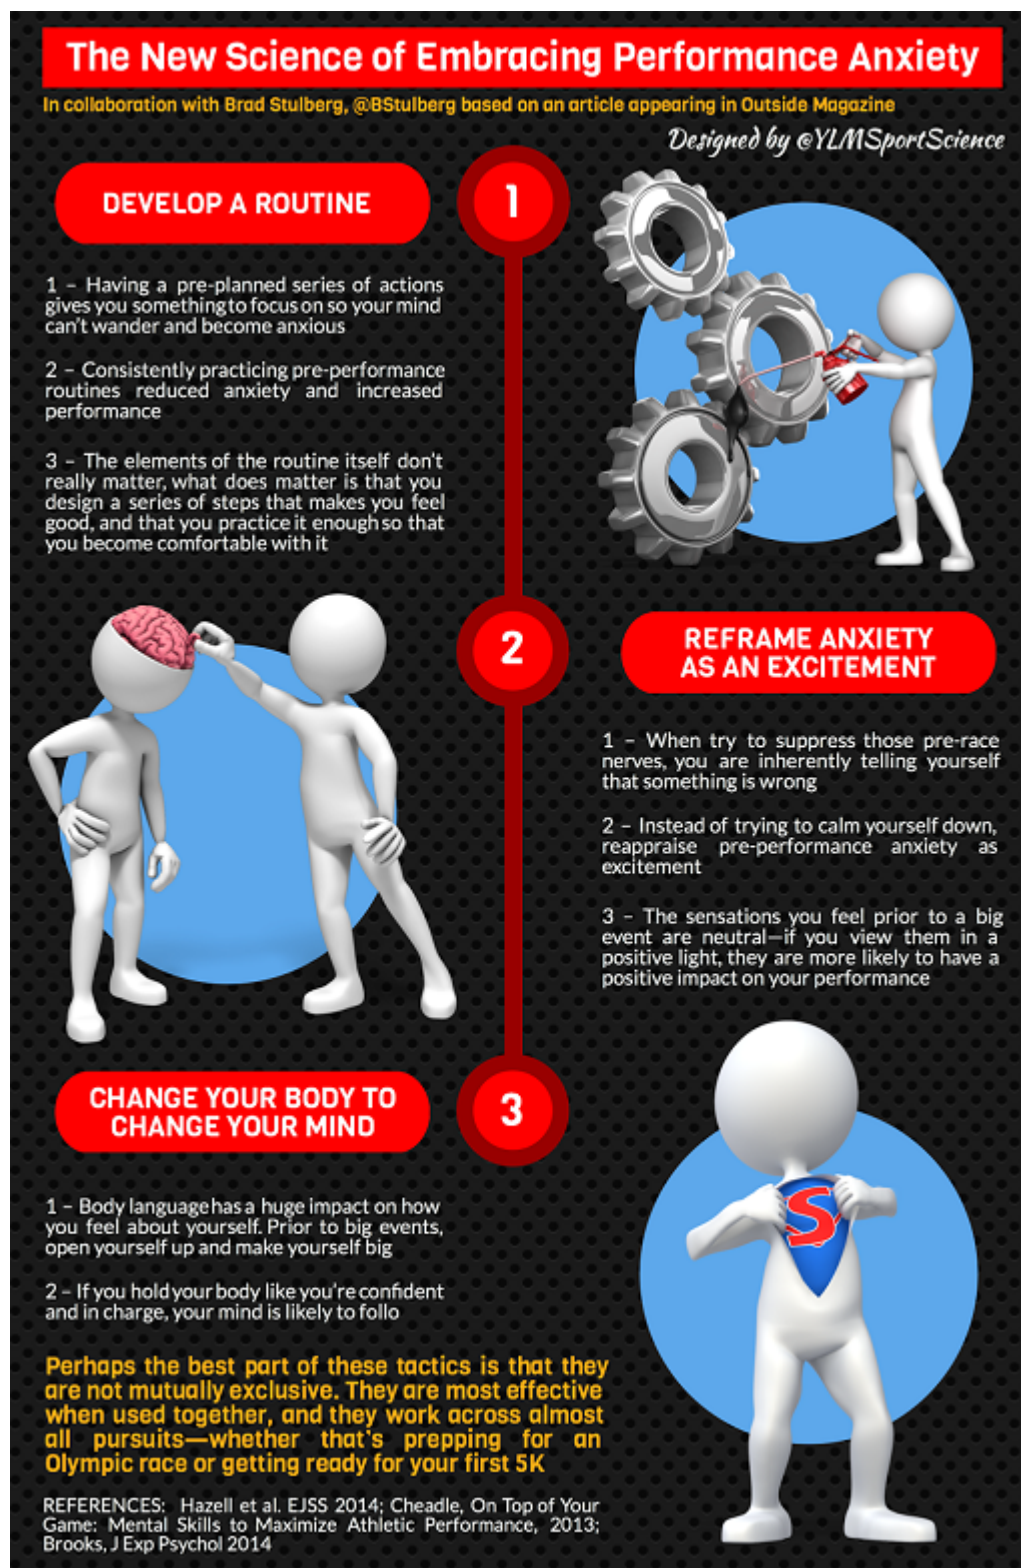 The New Science of Embracing Performance Anxiety
In collaboration with Brad Stulberg, @BStulberg based on an article appearing in Outside Magazine
Designed by @YLMSportScience
DEVELOP A ROUTINE
1
1 – Having a pre-planned series of actions
gives you something to focus on so your mind
can't wander and become anxious
2 – Consistently practicing pre-performance
routines reduced anxiety and increased
performance
3 – The elements of the routine itself don't
really matter, what does matter is that you
design a series of steps that makes you feel
good, and that you practice it enough so that
you become comfortable with it
2
REFRAME ANXIETY
AS AN EXCITEMENT
1 – When try to suppress those pre-race
nerves, you are inherently telling yourself
that something is wrong
2 – Instead of trying to calm yourself down,
reappraise pre-performance anxiety as
excitement
3 – The sensations you feel prior to a big
event are neutral—if you view them in a
positive light, they are more likely to have a
positive impact on your performance
CHANGE YOUR BODY TO
CHANGE YOUR MIND
3
1 – Body language has a huge impact on how
you feel about yourself. Prior to big events,
open yourself up and make yourself big
2 – If you hold your body like you're confident
and in charge, your mind is likely to follo
S
Perhaps the best part of these tactics is that they
are not mutually exclusive. They are most effective
when used together, and they work across almost
all pursuits—whether that's prepping for an
Olympic race or getting ready for your first 5K
REFERENCES: Hazell et al. EJSS 2014; Cheadle, On Top of Your
Game: Mental Skills to Maximize Athletic Performance, 2013;
Brooks, J Exp Psychol 2014